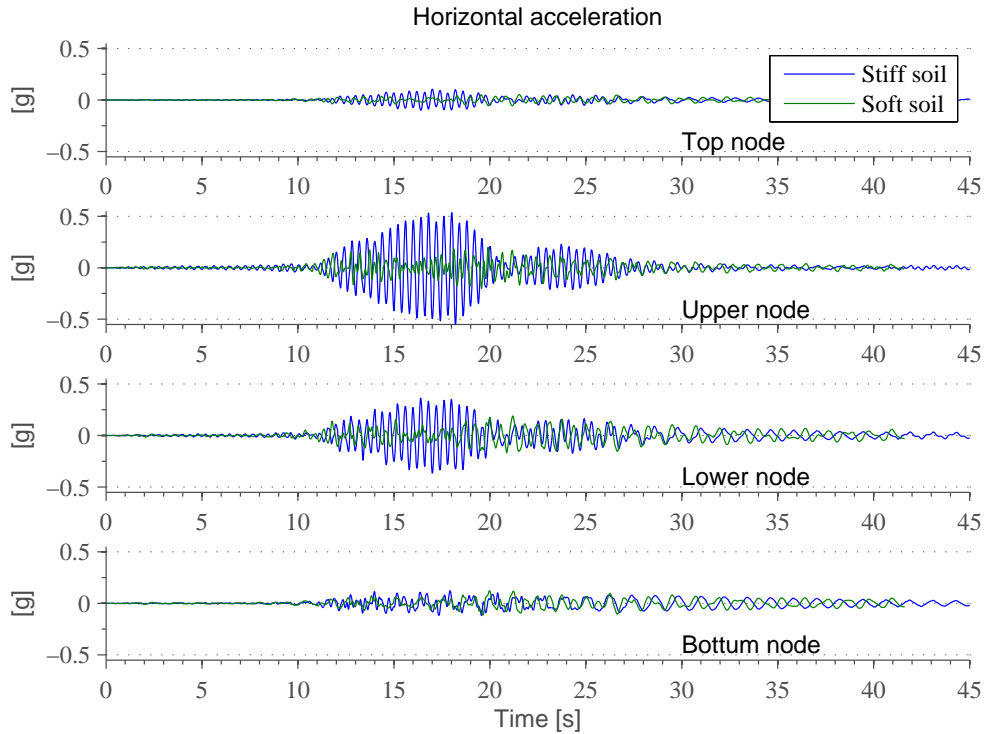 Horizontal acceleration
0.5
0
−0.5
[g]
Stiff soil
Soft soil
Top node
0 5 10 15 20 25 30 35 40 45
0.5
0
−0.5
[g]
Upper node
0 5 10 15 20 25 30 35 40 45
0.5
0
−0.5
[g]
Lower node
0 5 10 15 20 25 30 35 40 45
0.5
0
−0.5
[g]
Bottum node
0 5 10 15 20 25 30 35 40 45
Time [s]